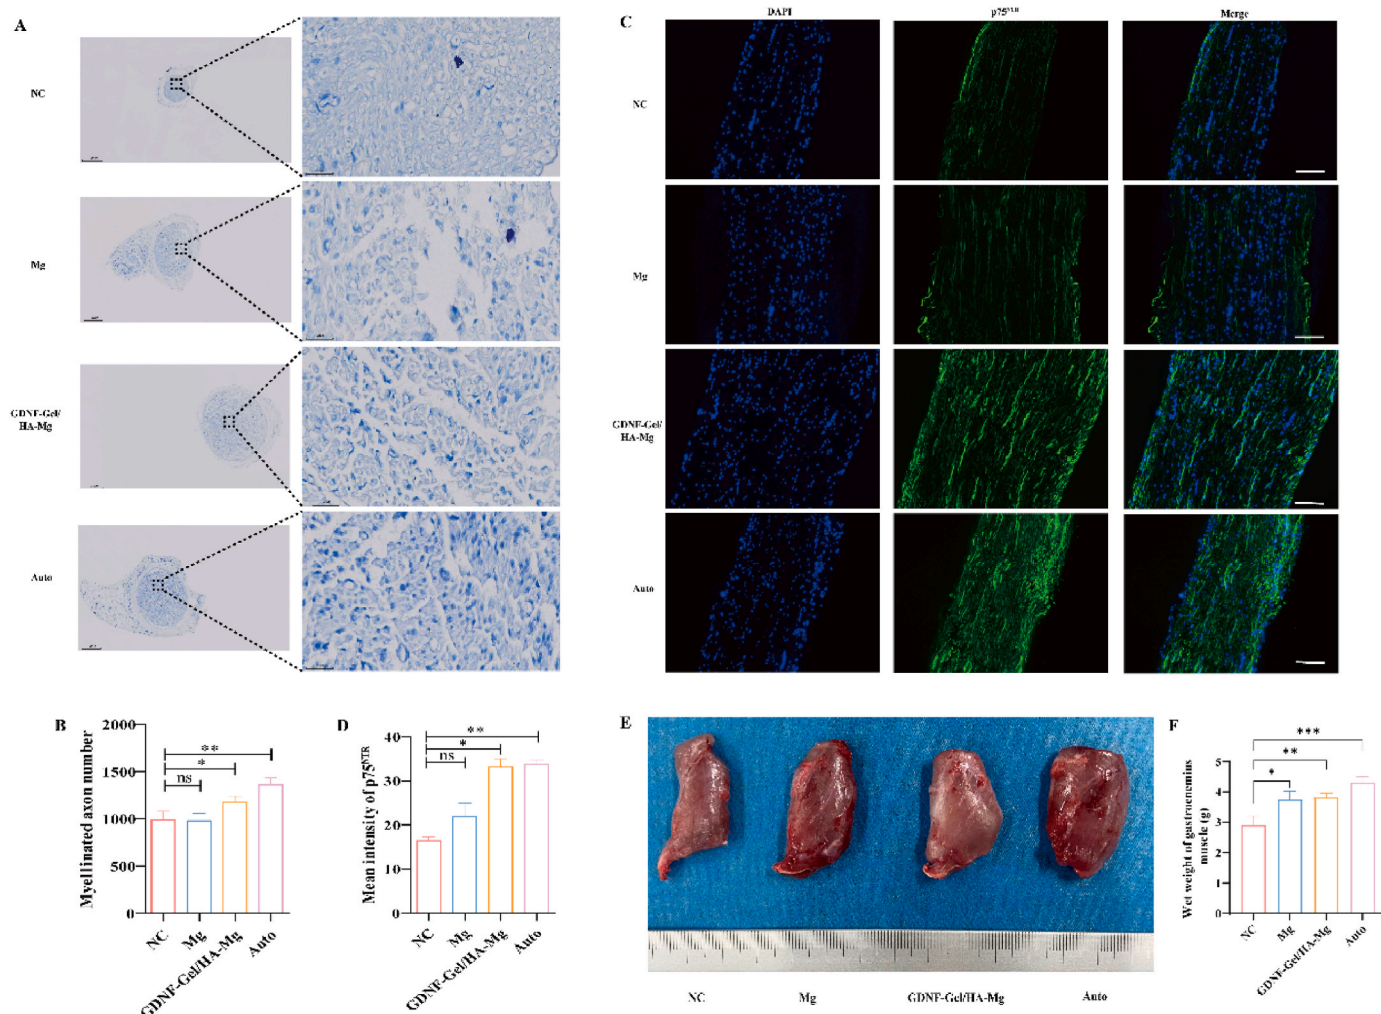 A
NC
Mg
GDNF-Gel/
HA-Mg
Auto
C
DAPI
p75ᴺᵀᴿ
Merge
NC
Mg
GDNF-Gel/
HA-Mg
Auto
B
Myellinated axon number
2000
1500
1000
500
0
**
*
ns
NC
Mg
GDNF-Gel/HA-Mg
Auto
D
Mean intensity of p75ᴺᵀᴿ
40
30
20
10
0
**
*
ns
NC
Mg
GDNF-Gel/HA-Mg
Auto
E
NC
Mg
GDNF-Gel/HA-Mg
Auto
F
Wet weight of gastrocnemius
muscle (g)
5
4
3
2
1
0
***
**
*
NC
Mg
GDNF-Gel/HA-Mg
Auto